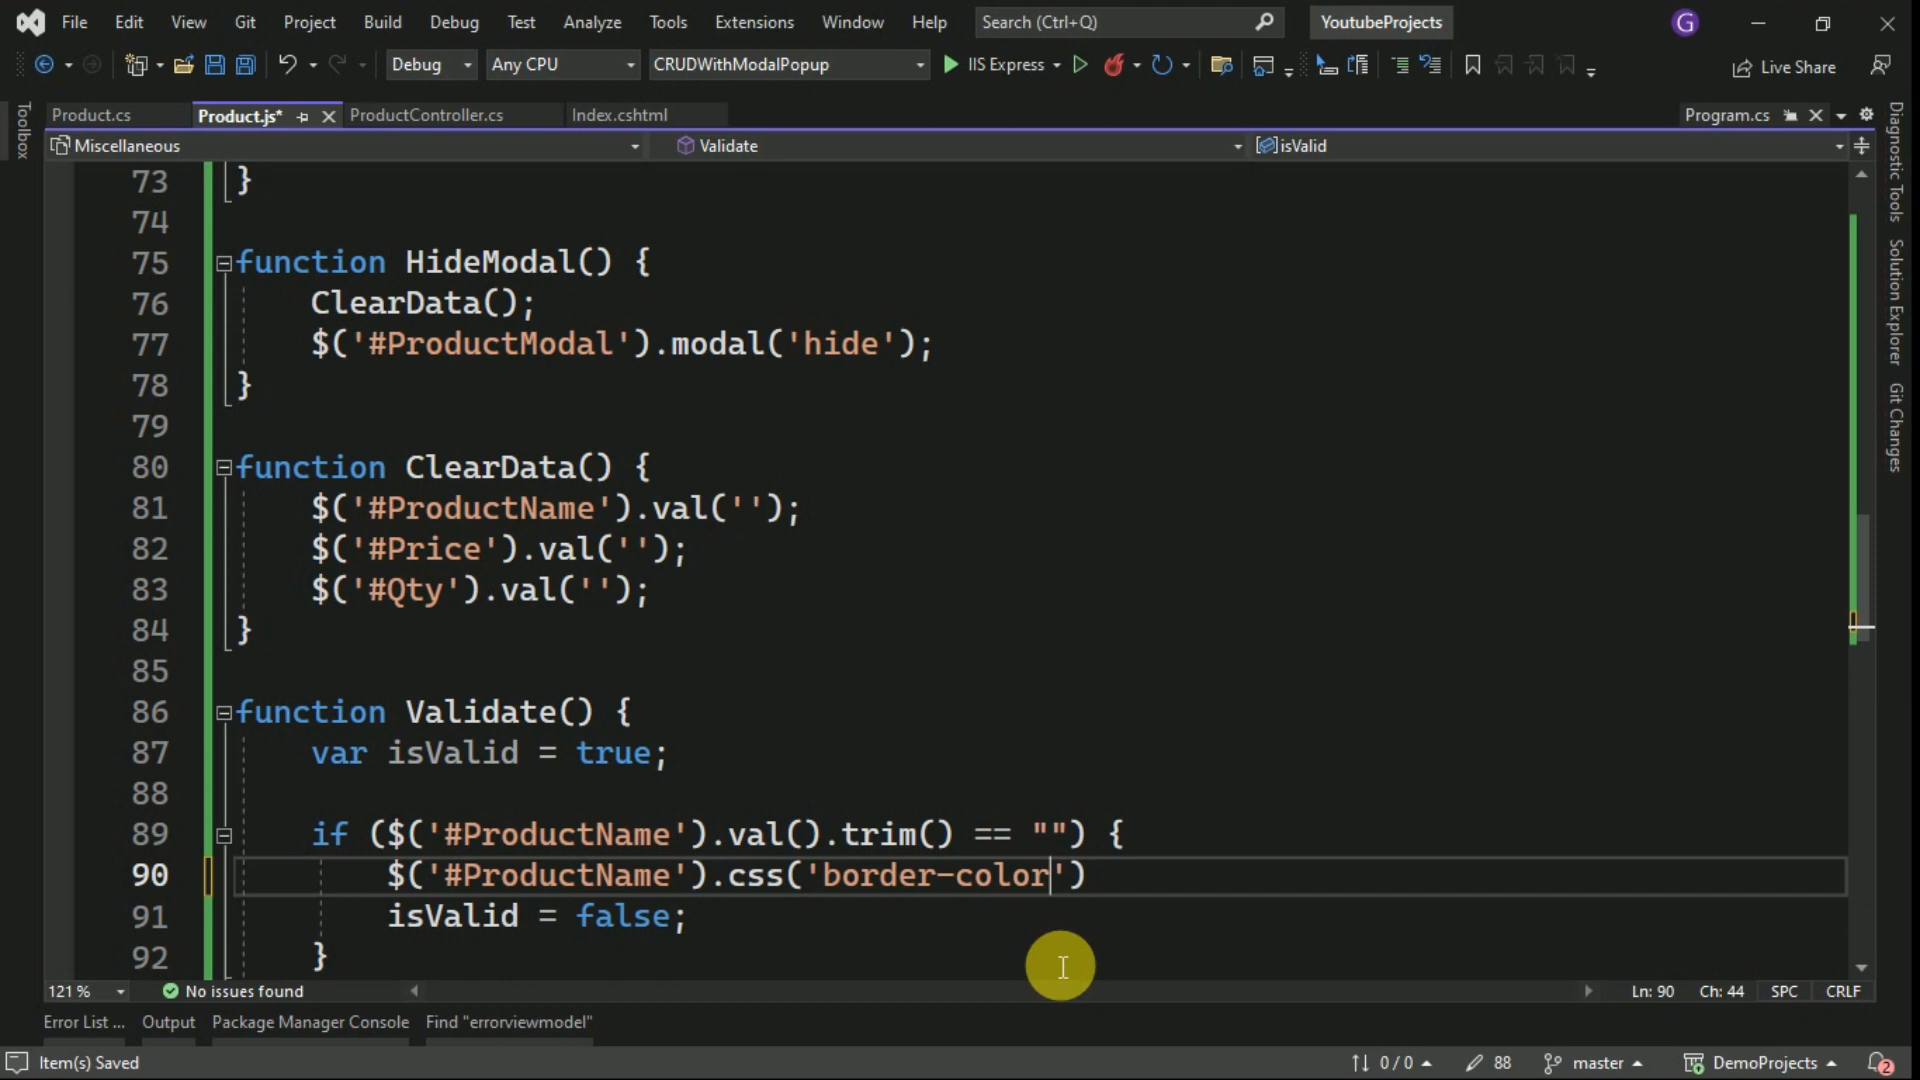 File Edit View Git Project Build Debug Test Analyze Tools Extensions Window Help Search (Ctrl+Q) YoutubeProjects G
Debug Any CPU CRUDWithModalPopup IIS Express Live Share
Toolbox
Product.cs Product.js* ProductController.cs Index.cshtml Program.cs
Miscellaneous Validate isValid
73 }
74
75 function HideModal() {
76 ClearData();
77 $('#ProductModal').modal('hide');
78 }
79
80 function ClearData() {
81 $('#ProductName').val('');
82 $('#Price').val('');
83 $('#Qty').val('');
84 }
85
86 function Validate() {
87 var isValid = true;
88
89 if ($('#ProductName').val().trim() == "") {
90 $('#ProductName').css('border-color')
91 isValid = false;
92 }
Diagnostic Tools
Solution Explorer
Git Changes
121 % No issues found Ln: 90 Ch: 44 SPC CRLF
Error List ... Output Package Manager Console Find "errorviewmodel"
Item(s) Saved 0 / 0 88 master DemoProjects 2